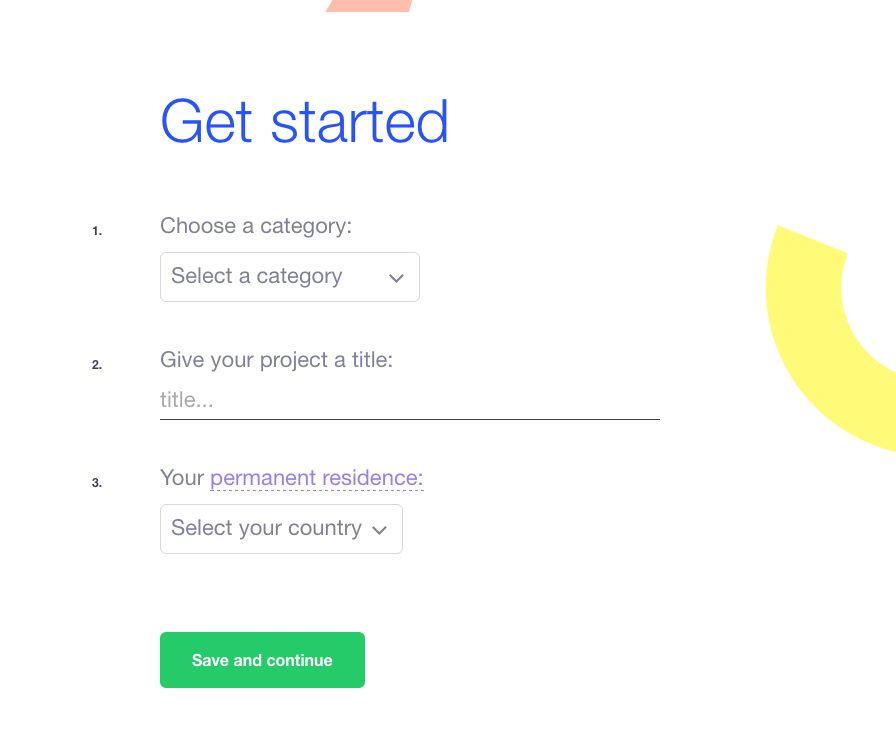 Get started
1. Choose a category:
Select a category
2. Give your project a title:
title...
3. Your permanent residence:
Select your country
Save and continue